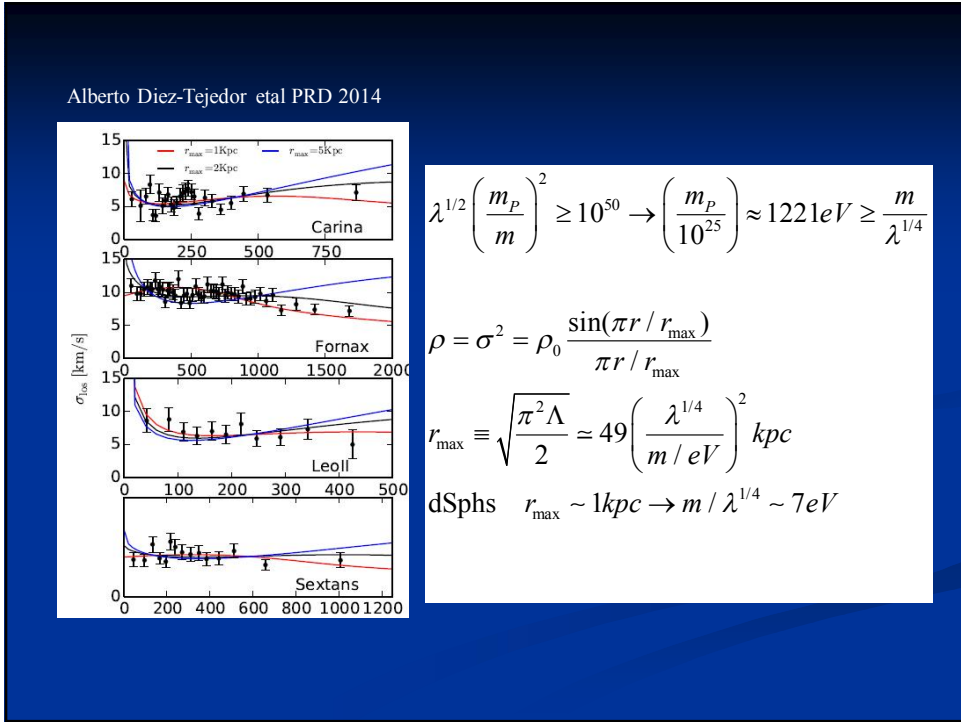 Alberto Diez-Tejedor etal PRD 2014
σ_los [km/s]
15
r_max=1Kpc r_max=5Kpc
r_max=2Kpc
10
5
Carina
0
0 250 500 750
15
10
5
Fornax
0
0 500 1000 1500 2000
15
10
5
LeoII
0
0 100 200 300 400 500
Sextans
0
0 200 400 600 800 1000 1200
λ^{1/2} (m_P / m)^2 ≥ 10^{50} → (m_P / 10^{25}) ≈ 1221eV ≥ m / λ^{1/4}
ρ = σ^2 = ρ_0 sin(πr / r_max) / (πr / r_max)
r_max ≡ √(π^2Λ / 2) ≃ 49 (λ^{1/4} / (m / eV))^2 kpc
dSphs r_max ~ 1kpc → m / λ^{1/4} ~ 7eV